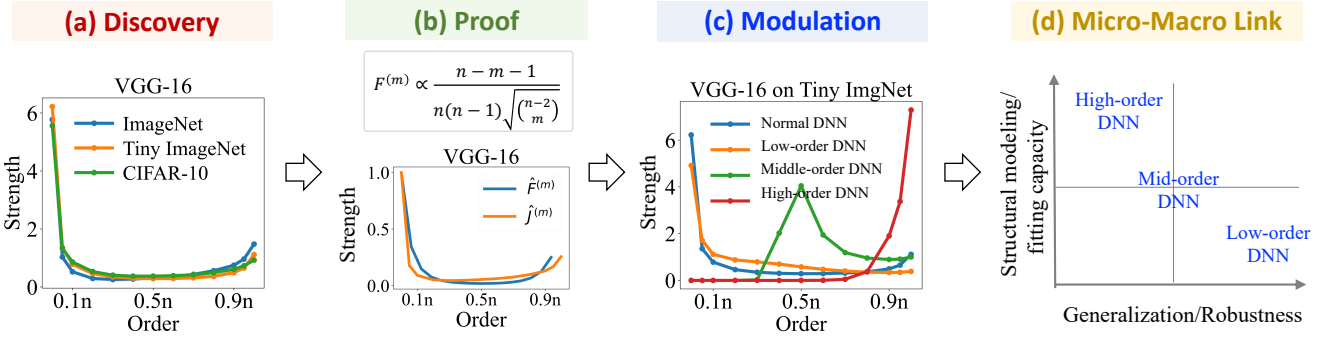 (a) Discovery
VGG-16
6
4
2
0
Strength
ImageNet
Tiny ImageNet
CIFAR-10
0.1n 0.5n 0.9n
Order
(b) Proof
F^(m) ∝ (n − m − 1) / (n(n − 1)√(n−2 choose m))
VGG-16
1.0
0.5
0.0
Strength
F̂^(m)
Ĵ^(m)
0.1n 0.5n 0.9n
Order
(c) Modulation
VGG-16 on Tiny ImgNet
6
4
2
0
Strength
Normal DNN
Low-order DNN
Middle-order DNN
High-order DNN
0.1n 0.5n 0.9n
Order
(d) Micro-Macro Link
Structural modeling/
fitting capacity
High-order
DNN
Mid-order
DNN
Low-order
DNN
Generalization/Robustness